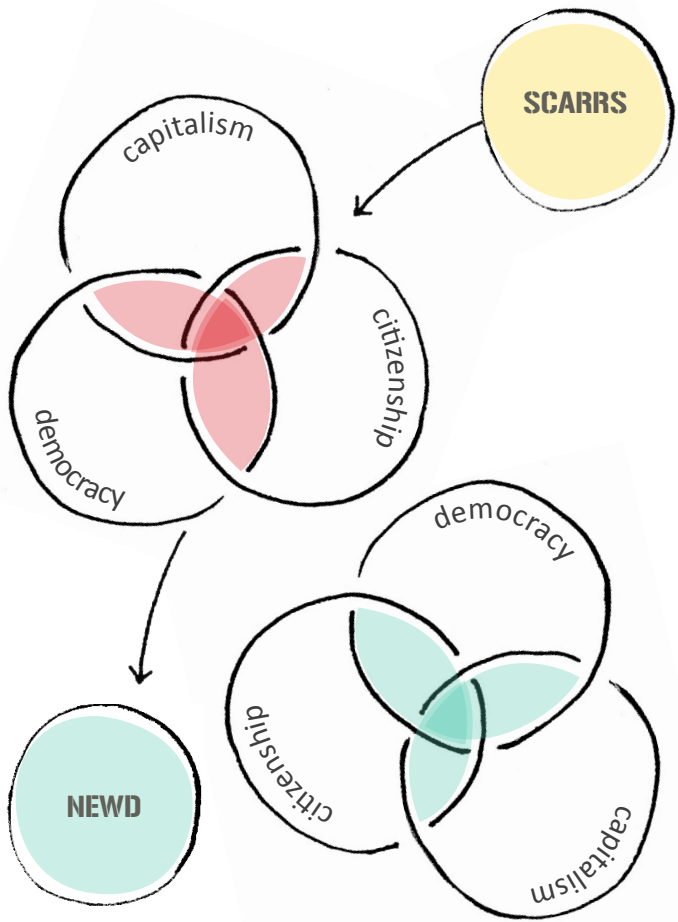 SCARRS
capitalism
citizenship
democracy
democracy
citizenship
capitalism
NEWD